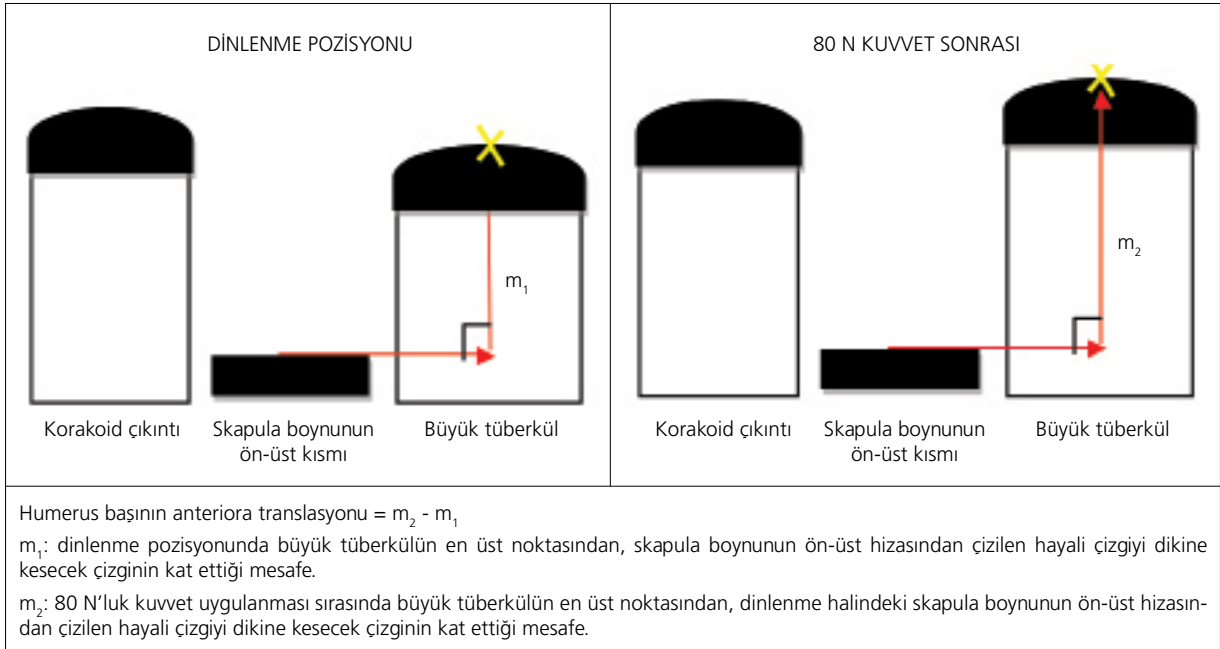 DİNLENME POZİSYONU
m1
Korakoid çıkıntı
Skapula boynunun
ön-üst kısmı
Büyük tüberkül
80 N KUVVET SONRASI
m2
Korakoid çıkıntı
Skapula boynunun
ön-üst kısmı
Büyük tüberkül
Humerus başının anteriora translasyonu = m2 - m1
m1: dinlenme pozisyonunda büyük tüberkülün en üst noktasından, skapula boynunun ön-üst hizasından çizilen hayali çizgiyi dikine
kesecek çizginin kat ettiği mesafe.
m2: 80 N’luk kuvvet uygulanması sırasında büyük tüberkülün en üst noktasından, dinlenme halindeki skapula boynunun ön-üst hizasın-
dan çizilen hayali çizgiyi dikine kesecek çizginin kat ettiği mesafe.